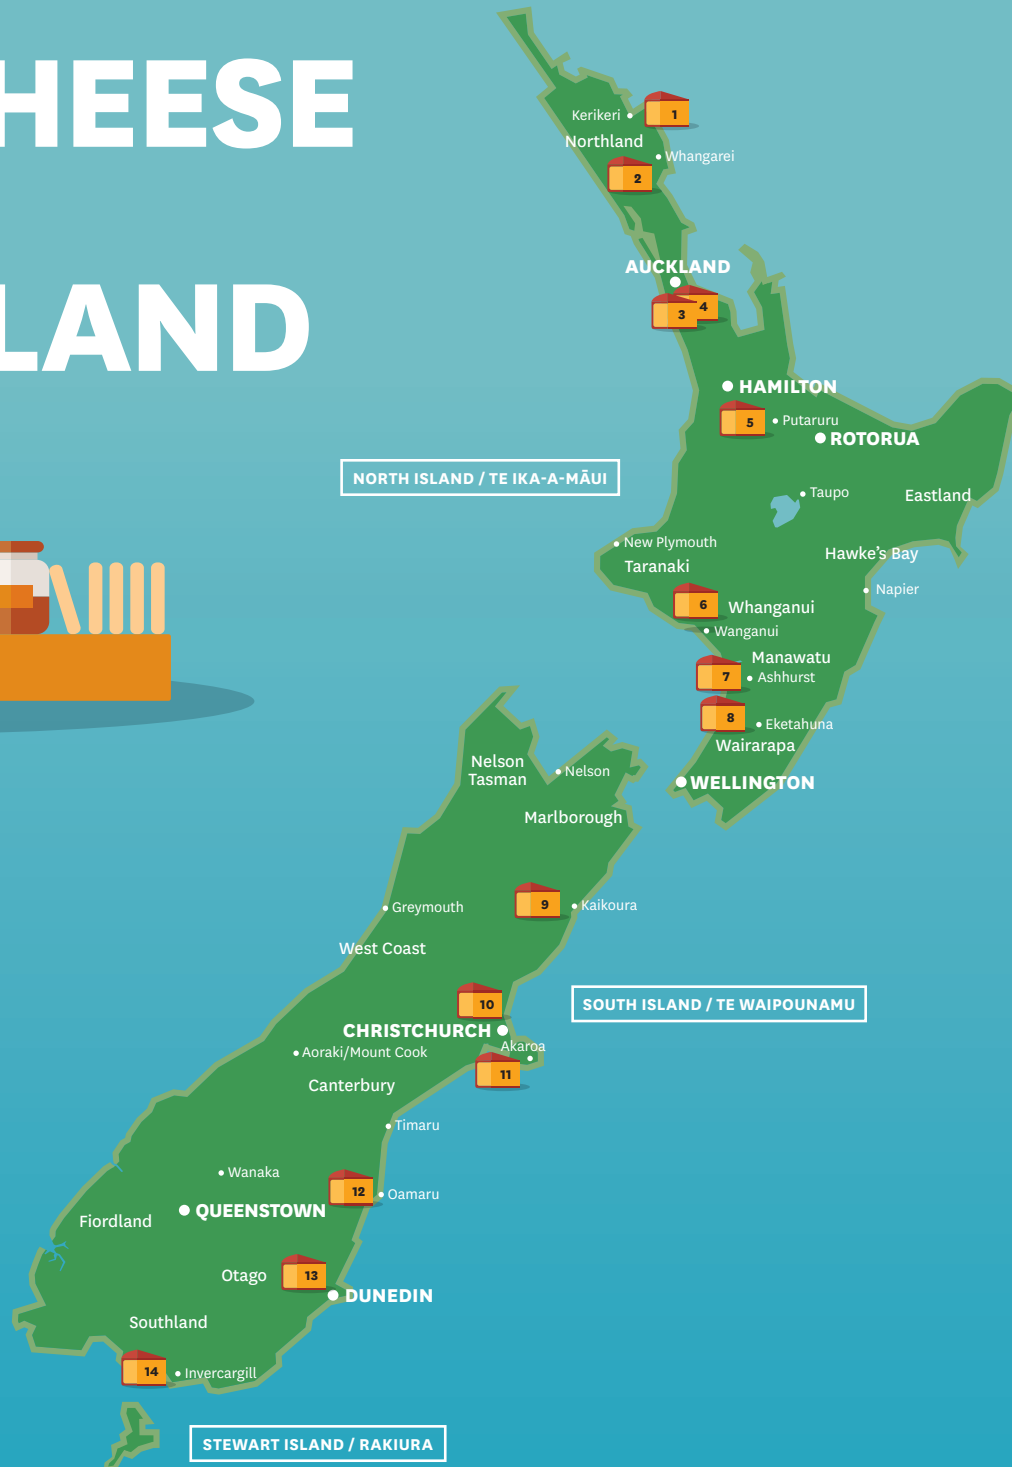 HEESE
LAND
Kerikeri
1
Northland
Whangarei
2
AUCKLAND
4
3
HAMILTON
5
Putaruru
ROTORUA
NORTH ISLAND / TE IKA-A-MĀUI
Taupo
Eastland
New Plymouth
Hawke’s Bay
Taranaki
Napier
6
Whanganui
Wanganui
Manawatu
7
Ashhurst
8
Eketahuna
Wairarapa
WELLINGTON
Nelson
Tasman
Nelson
Marlborough
9
Kaikoura
Greymouth
West Coast
10
SOUTH ISLAND / TE WAIPOUNAMU
CHRISTCHURCH
Akaroa
Aoraki/Mount Cook
11
Canterbury
Timaru
Wanaka
12
Oamaru
QUEENSTOWN
Fiordland
Otago
13
DUNEDIN
Southland
14
Invercargill
STEWART ISLAND / RAKIURA